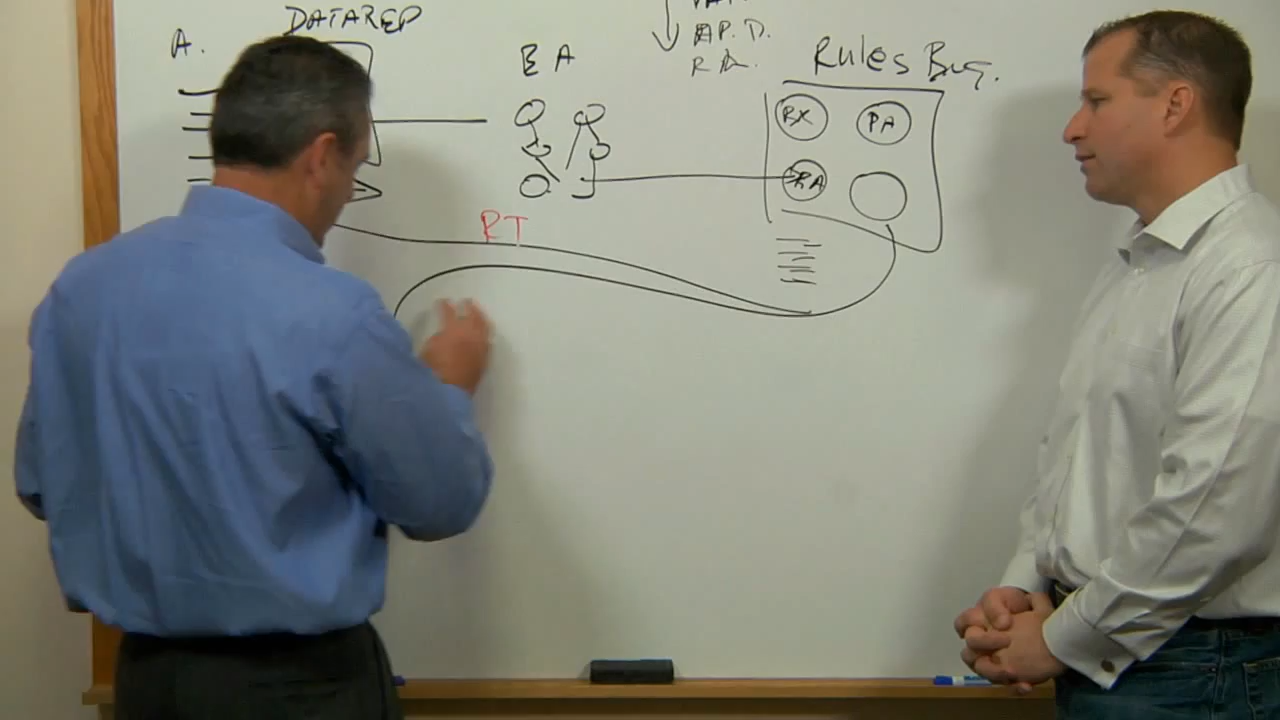 DATAREP
A.
EA
Rules Bus.
RX
PA
RA
RT